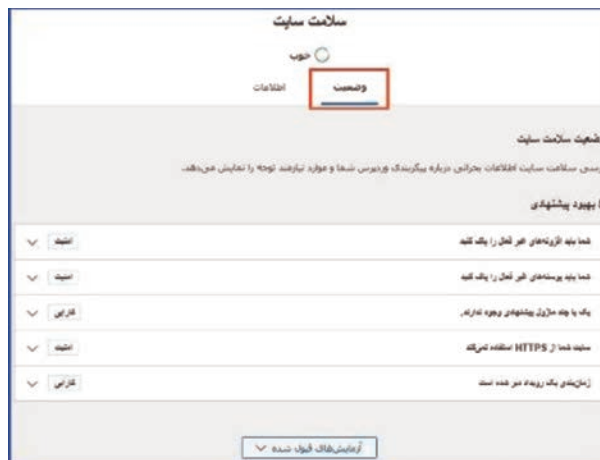 سلامت سایت
خوب
وضعیت
اطلاعات
ضعیت سلامت سایت
رسی سلامت سایت اطلاعات بحرانی درباره پیکربندی وردپرس شما و موارد نیازمند توجه را نمایش می‌دهد.
بهبود پیشنهادی
شما باید افزونه‌های غیر فعال را پاک کنید امنیت
شما باید پوسته‌های غیر فعال را پاک کنید امنیت
یک یا چند ماژول پیشنهادی وجود ندارند. کارایی
سایت شما از HTTPS استفاده نمی‌کند امنیت
زمان‌بندی یک رویداد دیر شده است کارایی
آزمایش‌های قبول شده